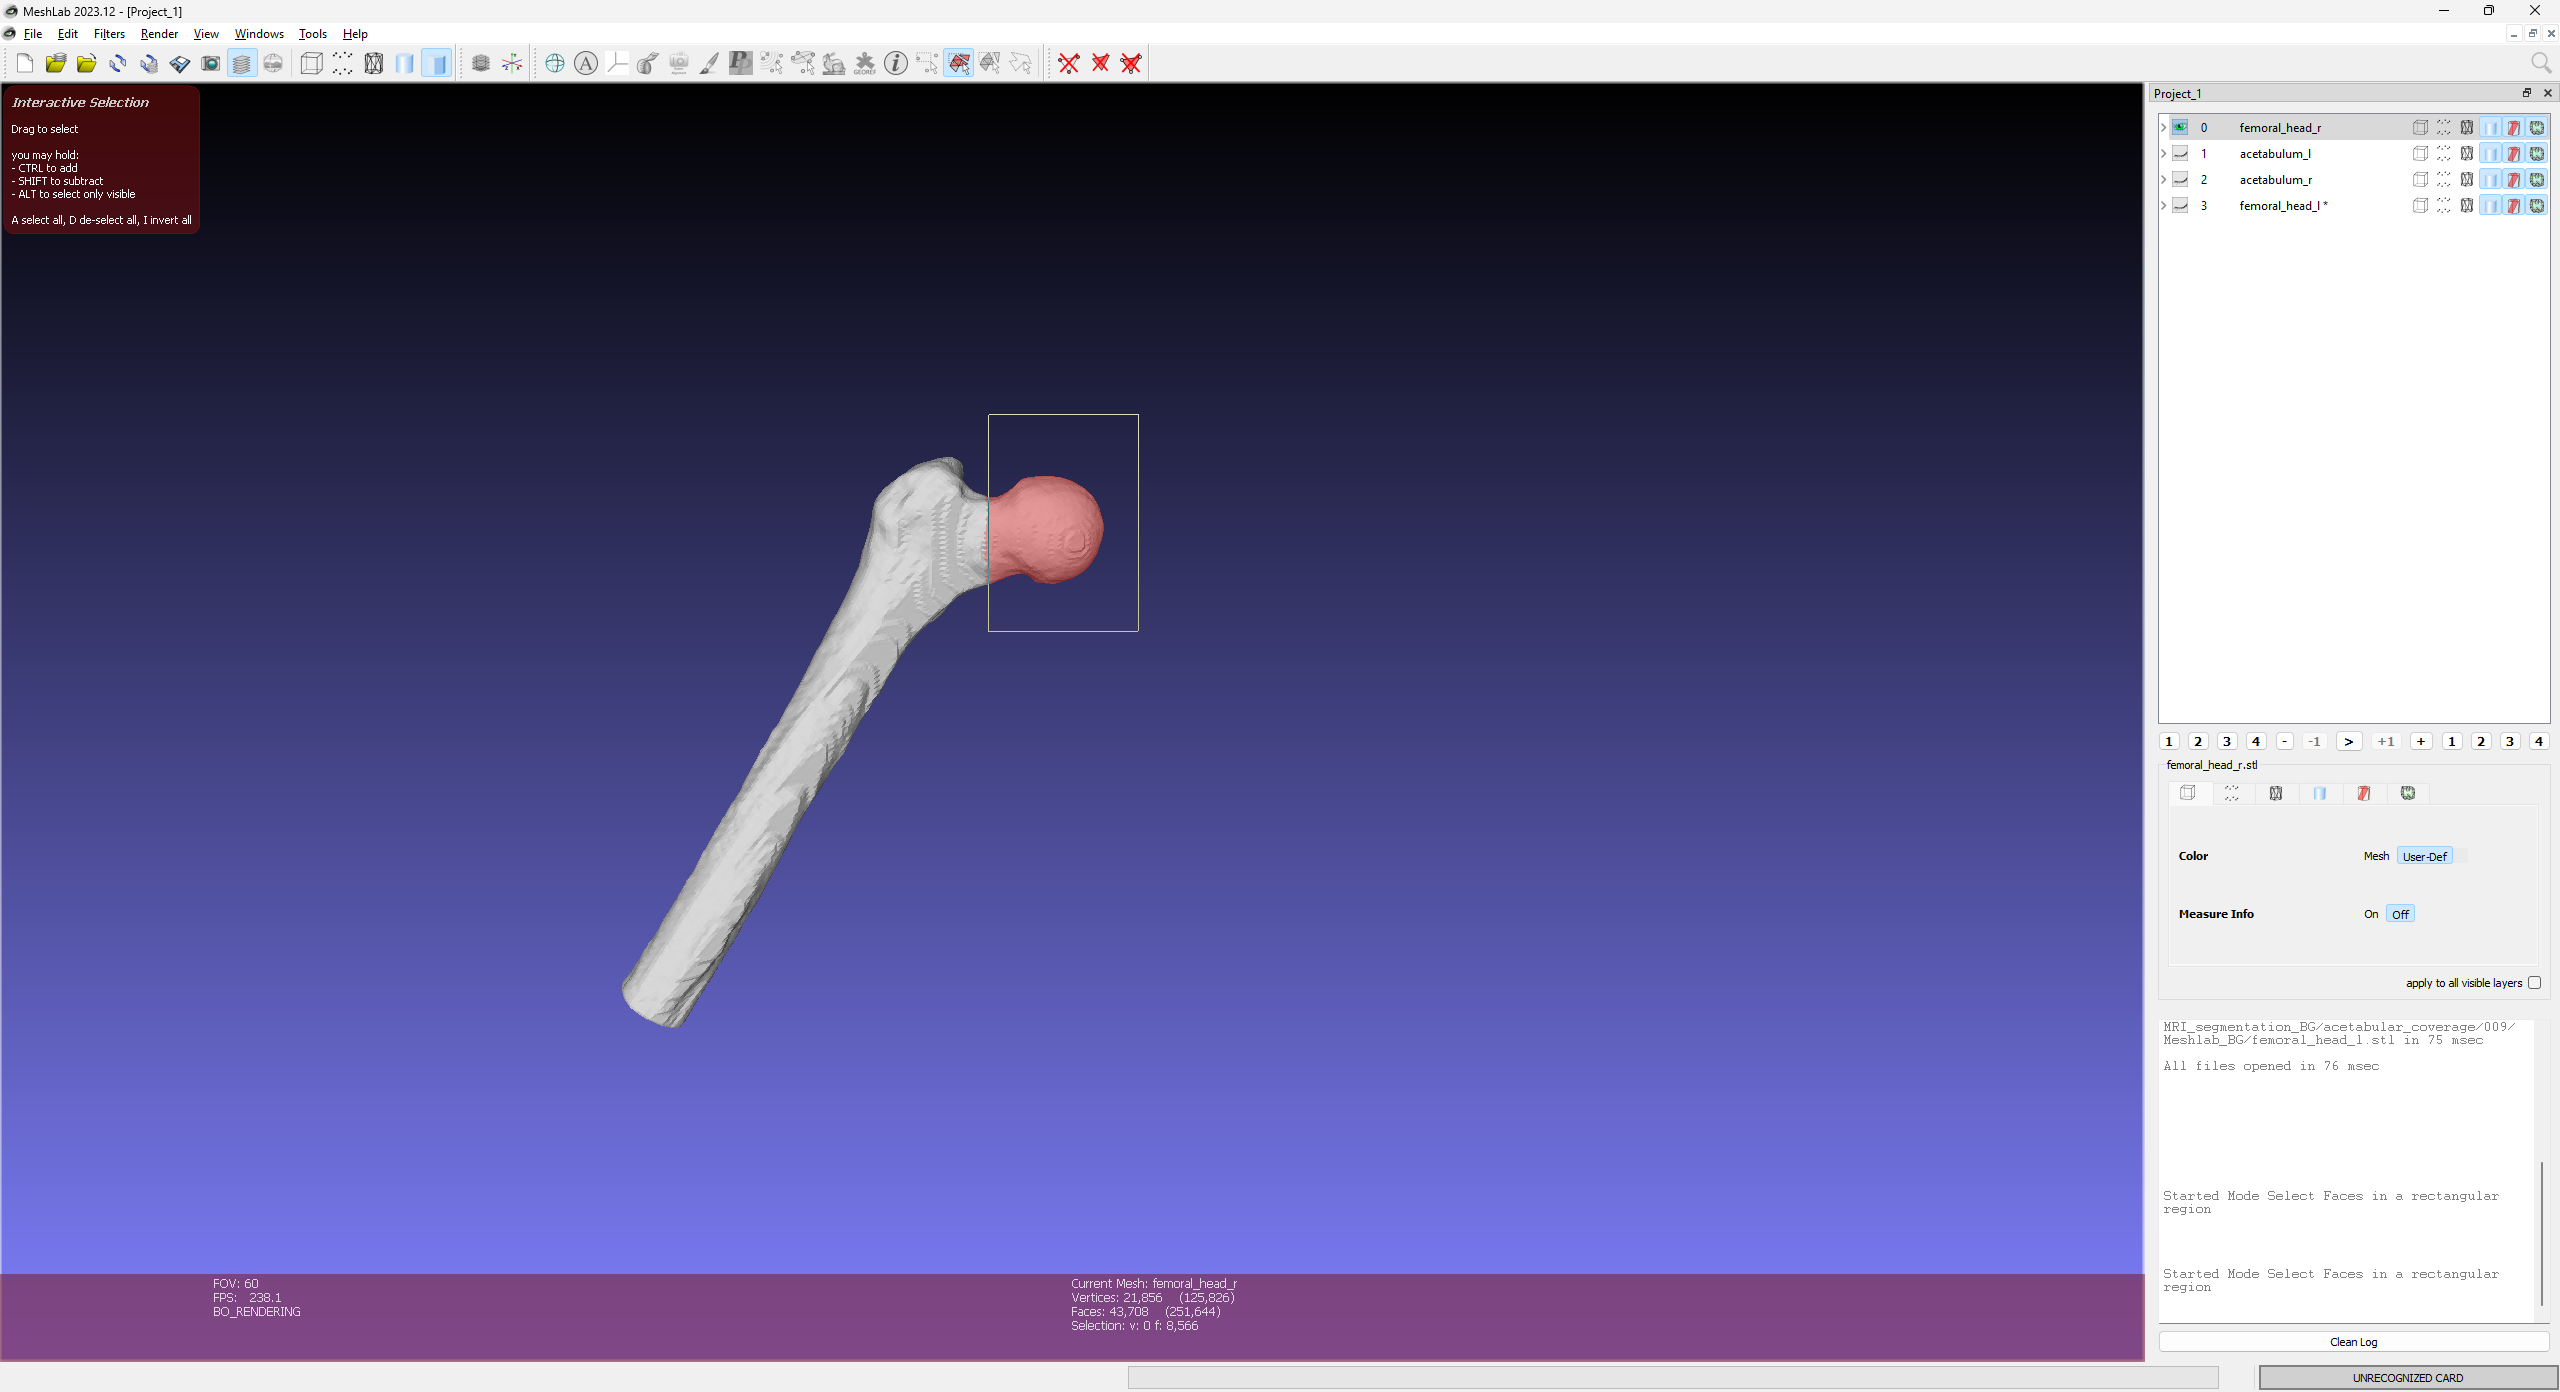 MeshLab 2023.12 - [Project_1]
File Edit Filters Render View Windows Tools Help
Interactive Selection
Drag to select
you may hold:
- CTRL to add
- SHIFT to subtract
- ALT to select only visible
A select all, D de-select all, I invert all
Project_1
0 femoral_head_r
1 acetabulum_l
2 acetabulum_r
3 femoral_head_l *
1 2 3 4 - -1 > +1 + 1 2 3 4
femoral_head_r.stl
Color Mesh User-Def
Measure Info On Off
apply to all visible layers
MRI_segmentation_BG/acetabular_coverage/009/
Meshlab_BG/femoral_head_l.stl in 75 msec
All files opened in 76 msec
Started Mode Select Faces in a rectangular
region
Started Mode Select Faces in a rectangular
region
Clean Log
FOV: 60
FPS: 238.1
BO_RENDERING
Current Mesh: femoral_head_r
Vertices: 21,856 (125,826)
Faces: 43,708 (251,644)
Selection: v: 0 f: 8,566
UNRECOGNIZED CARD